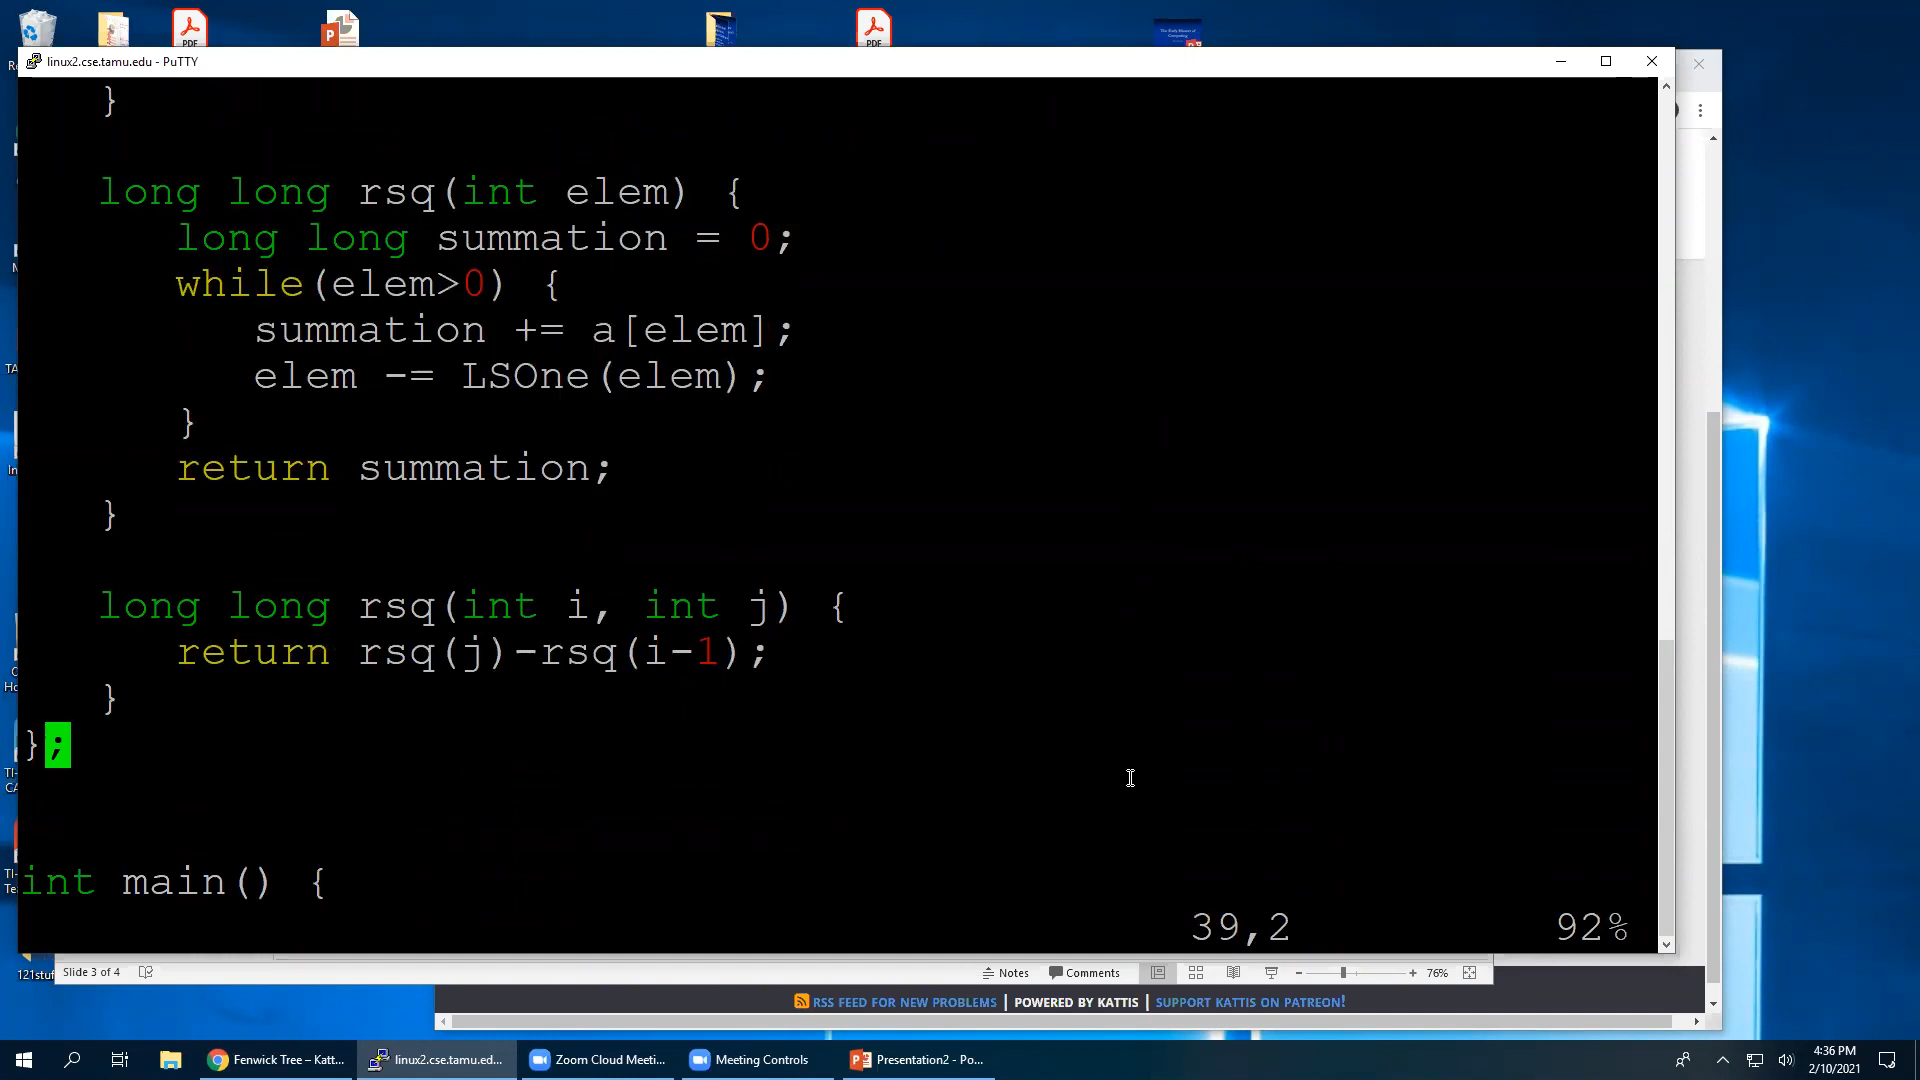 PDF
PDF
linux2.cse.tamu.edu - PuTTY
}
long long rsq(int elem) {
long long summation = 0;
while(elem>0) {
summation += a[elem];
elem -= LSOne(elem);
}
return summation;
}
long long rsq(int i, int j) {
return rsq(j)-rsq(i-1);
}
};
int main() {
39,2 92%
121stuf
Slide 3 of 4
Notes Comments 76%
RSS FEED FOR NEW PROBLEMS | POWERED BY KATTIS | SUPPORT KATTIS ON PATREON!
Fenwick Tree – Katt...
linux2.cse.tamu.ed...
Zoom Cloud Meeti...
Meeting Controls
Presentation2 - Po...
4:36 PM
2/10/2021